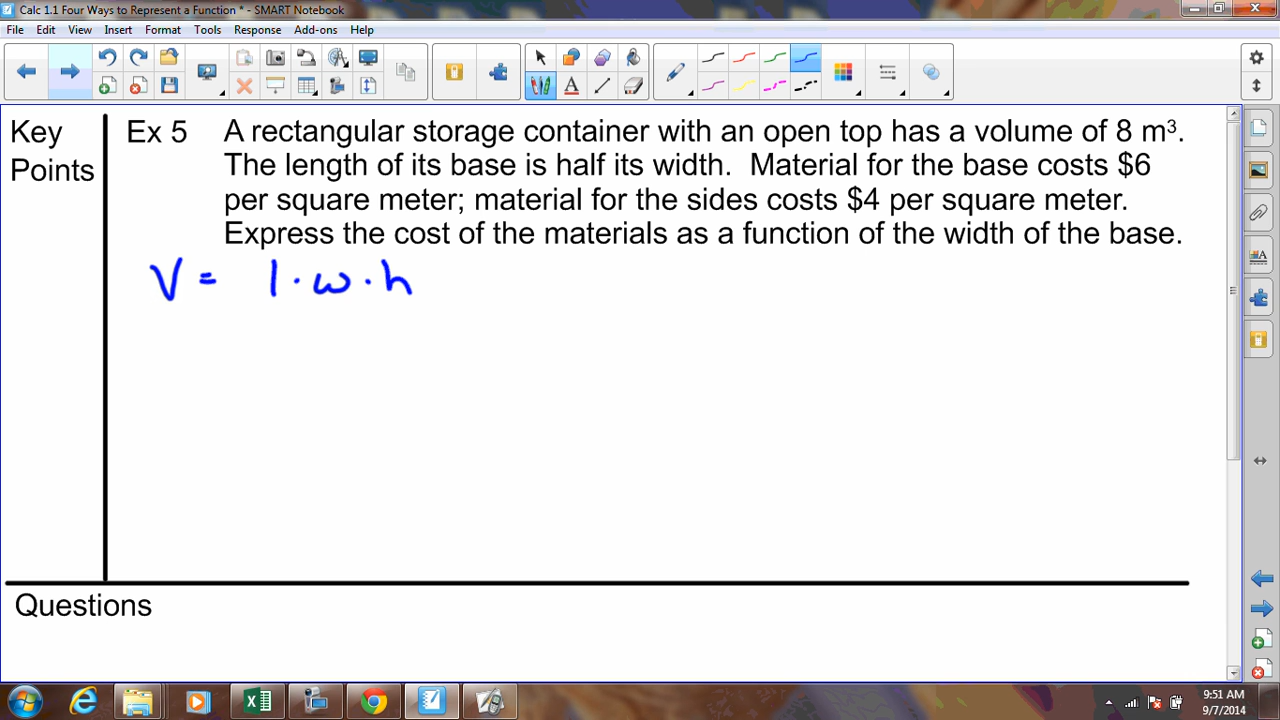 Calc 1.1 Four Ways to Represent a Function * - SMART Notebook
File Edit View Insert Format Tools Response Add-ons Help
Key Points
Ex 5 A rectangular storage container with an open top has a volume of 8 m³.
The length of its base is half its width. Material for the base costs $6
per square meter; material for the sides costs $4 per square meter.
Express the cost of the materials as a function of the width of the base.
V = l · w · h
Questions
9:51 AM
9/7/2014